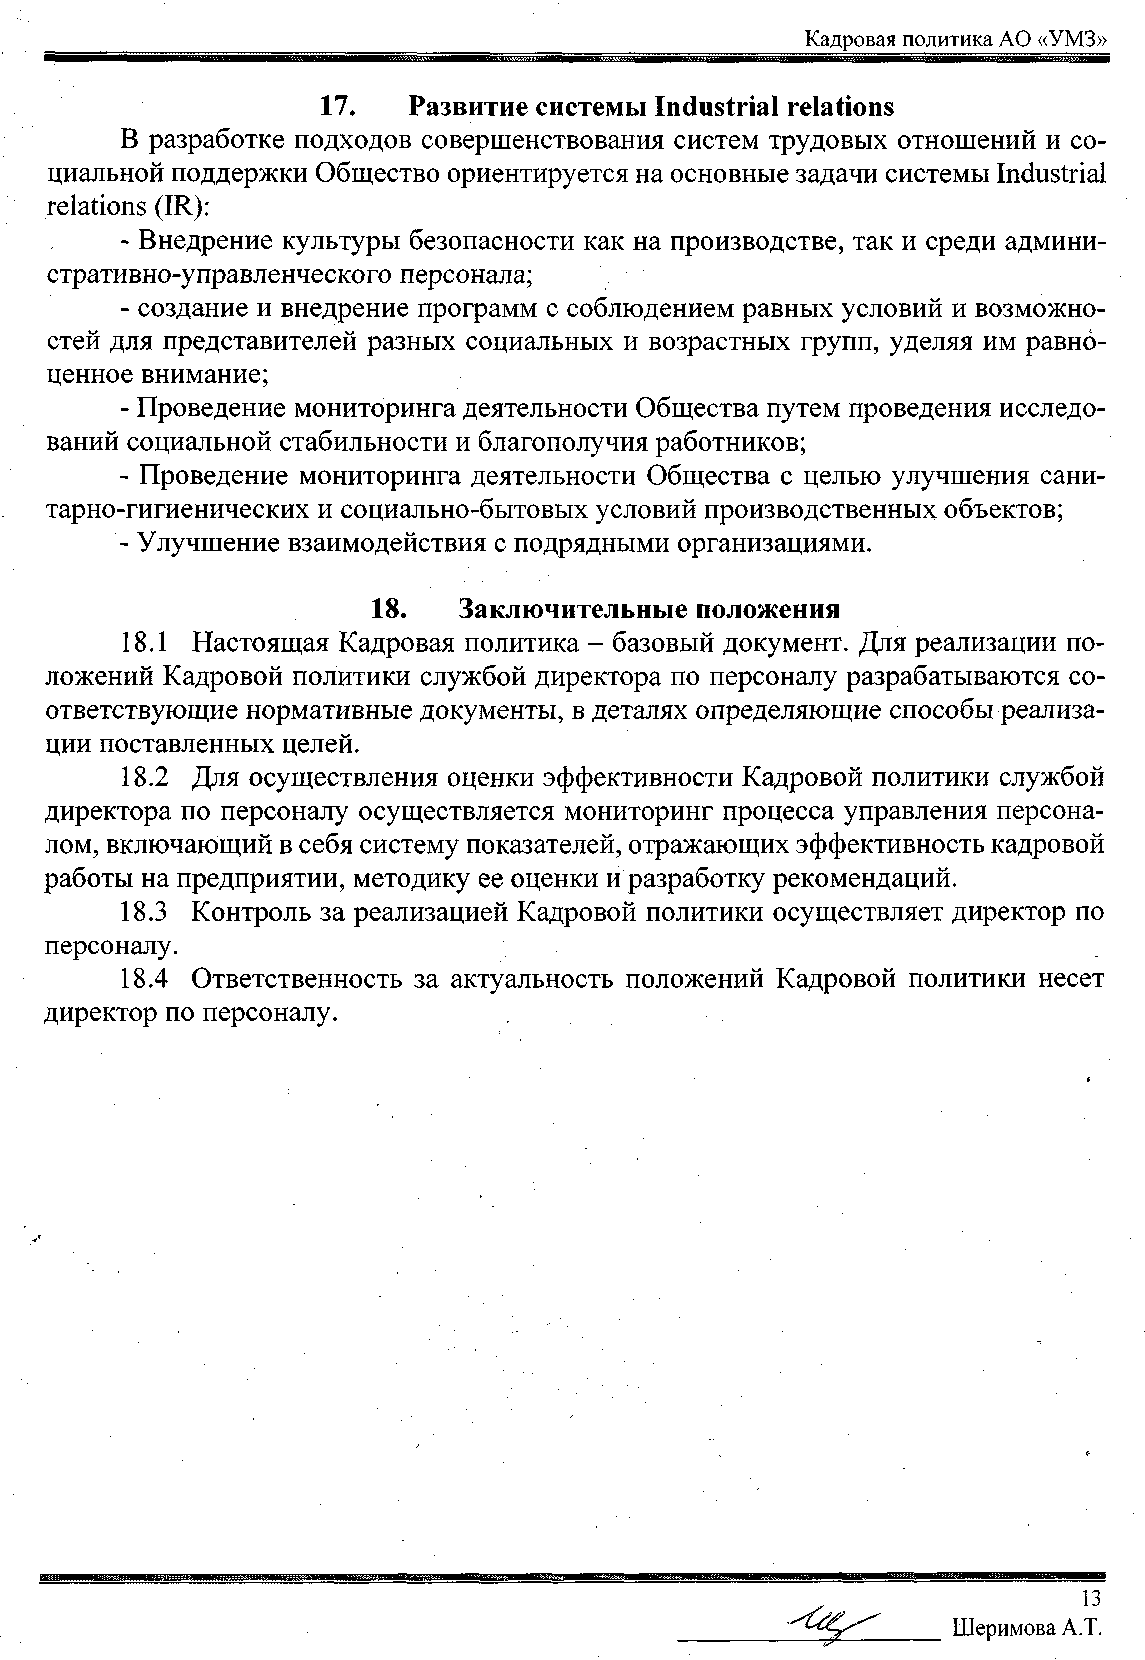 Кадровая политика АО «УМЗ»
17. Развитие системы Industrial relations
В разработке подходов совершенствования систем трудовых отношений и со-
циальной поддержки Общество ориентируется на основные задачи системы Industrial
relations (IR):
- Внедрение культуры безопасности как на производстве, так и среди админи-
стративно-управленческого персонала;
- создание и внедрение программ с соблюдением равных условий и возможно-
стей для представителей разных социальных и возрастных групп, уделяя им равно-
ценное внимание;
- Проведение мониторинга деятельности Общества путем проведения исследо-
ваний социальной стабильности и благополучия работников;
- Проведение мониторинга деятельности Общества с целью улучшения сани-
тарно-гигиенических и социально-бытовых условий производственных объектов;
- Улучшение взаимодействия с подрядными организациями.
18. Заключительные положения
18.1 Настоящая Кадровая политика – базовый документ. Для реализации по-
ложений Кадровой политики службой директора по персоналу разрабатываются со-
ответствующие нормативные документы, в деталях определяющие способы реализа-
ции поставленных целей.
18.2 Для осуществления оценки эффективности Кадровой политики службой
директора по персоналу осуществляется мониторинг процесса управления персона-
лом, включающий в себя систему показателей, отражающих эффективность кадровой
работы на предприятии, методику ее оценки и разработку рекомендаций.
18.3 Контроль за реализацией Кадровой политики осуществляет директор по
персоналу.
18.4 Ответственность за актуальность положений Кадровой политики несет
директор по персоналу.
13
Шеримова А.Т.